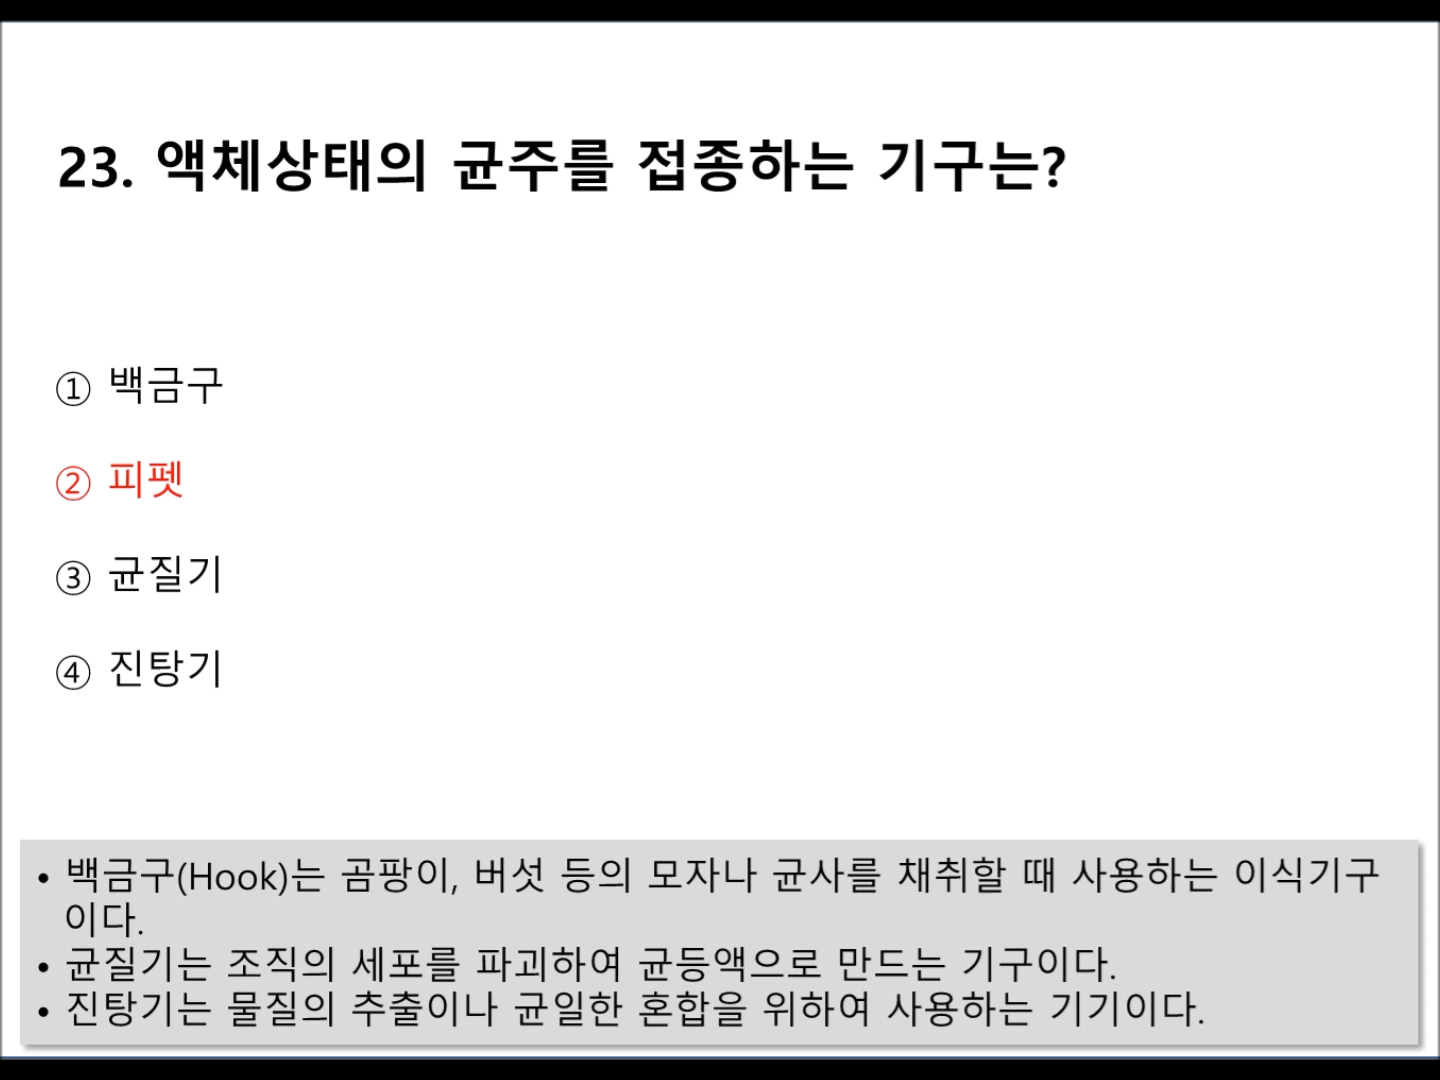 23. 액체상태의 균주를 접종하는 기구는?
① 백금구
② 피펫
③ 균질기
④ 진탕기
• 백금구(Hook)는 곰팡이, 버섯 등의 모자나 균사를 채취할 때 사용하는 이식기구
이다.
• 균질기는 조직의 세포를 파괴하여 균등액으로 만드는 기구이다.
• 진탕기는 물질의 추출이나 균일한 혼합을 위하여 사용하는 기기이다.